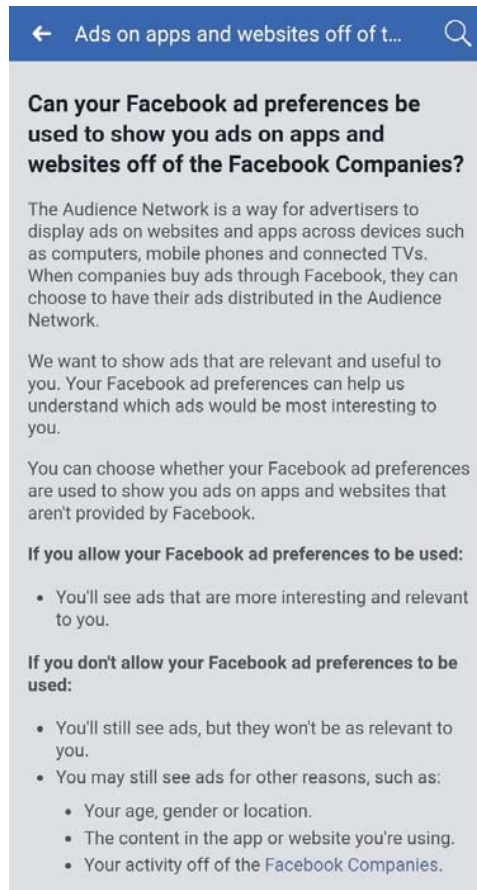 Ads on apps and websites off of t...
Can your Facebook ad preferences be
used to show you ads on apps and
websites off of the Facebook Companies?
The Audience Network is a way for advertisers to
display ads on websites and apps across devices such
as computers, mobile phones and connected TVs.
When companies buy ads through Facebook, they can
choose to have their ads distributed in the Audience
Network.
We want to show ads that are relevant and useful to
you. Your Facebook ad preferences can help us
understand which ads would be most interesting to
you.
You can choose whether your Facebook ad preferences
are used to show you ads on apps and websites that
aren't provided by Facebook.
If you allow your Facebook ad preferences to be used:
• You'll see ads that are more interesting and relevant
to you.
If you don't allow your Facebook ad preferences to be
used:
• You'll still see ads, but they won't be as relevant to
you.
• You may still see ads for other reasons, such as:
• Your age, gender or location.
• The content in the app or website you're using.
• Your activity off of the Facebook Companies.